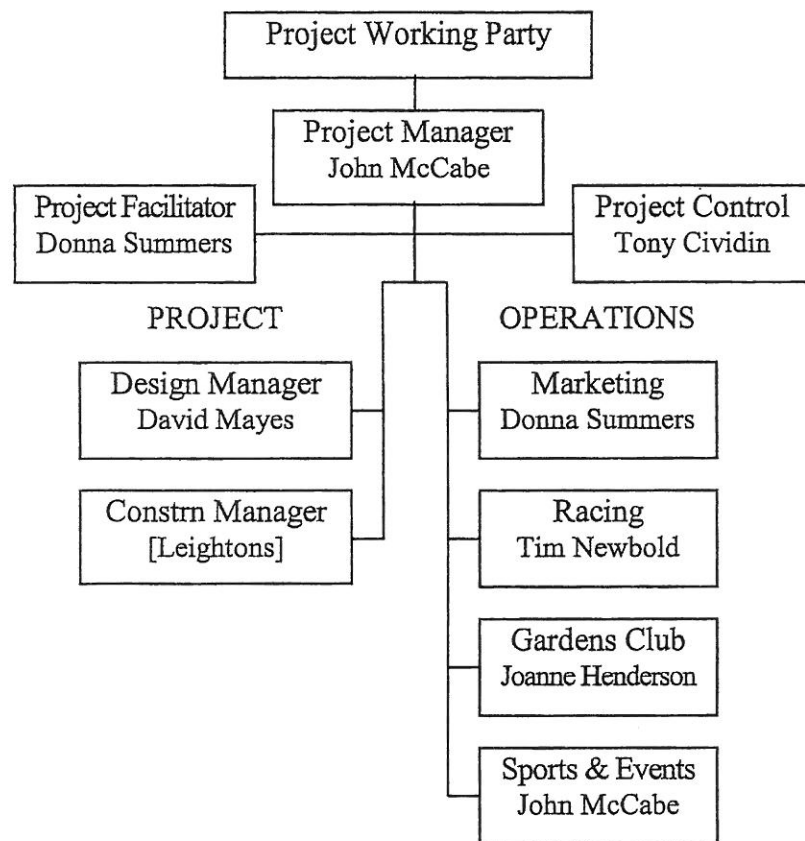 Project Working Party
Project Manager
John McCabe
Project Facilitator
Donna Summers
Project Control
Tony Cividin
PROJECT
OPERATIONS
Design Manager
David Mayes
Constrn Manager
[Leightons]
Marketing
Donna Summers
Racing
Tim Newbold
Gardens Club
Joanne Henderson
Sports & Events
John McCabe